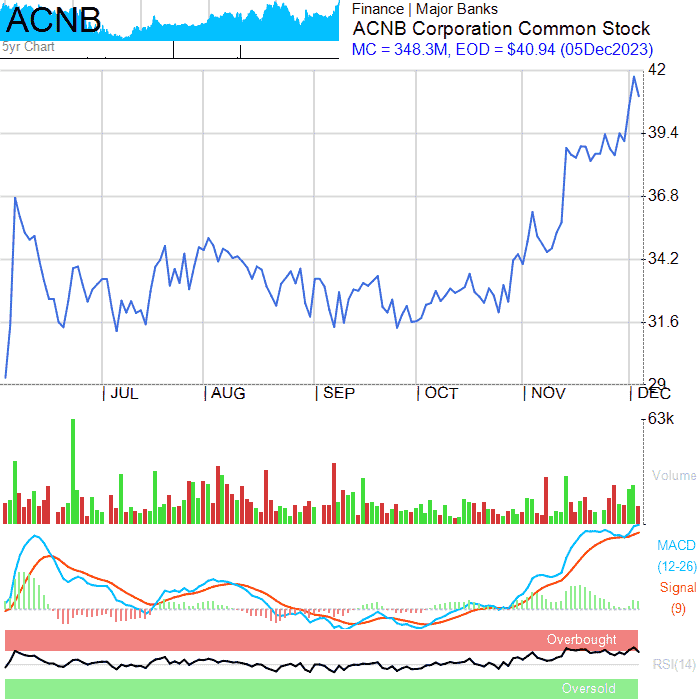 ACNB
5yr Chart
Finance | Major Banks
ACNB Corporation Common Stock
MC = 348.3M, EOD = $40.94 (05Dec2023)
42
39.4
36.8
34.2
31.6
29
JUL
AUG
SEP
OCT
NOV
DEC
63k
Volume
MACD
(12-26)
Signal
(9)
Overbought
RSI(14)
Oversold